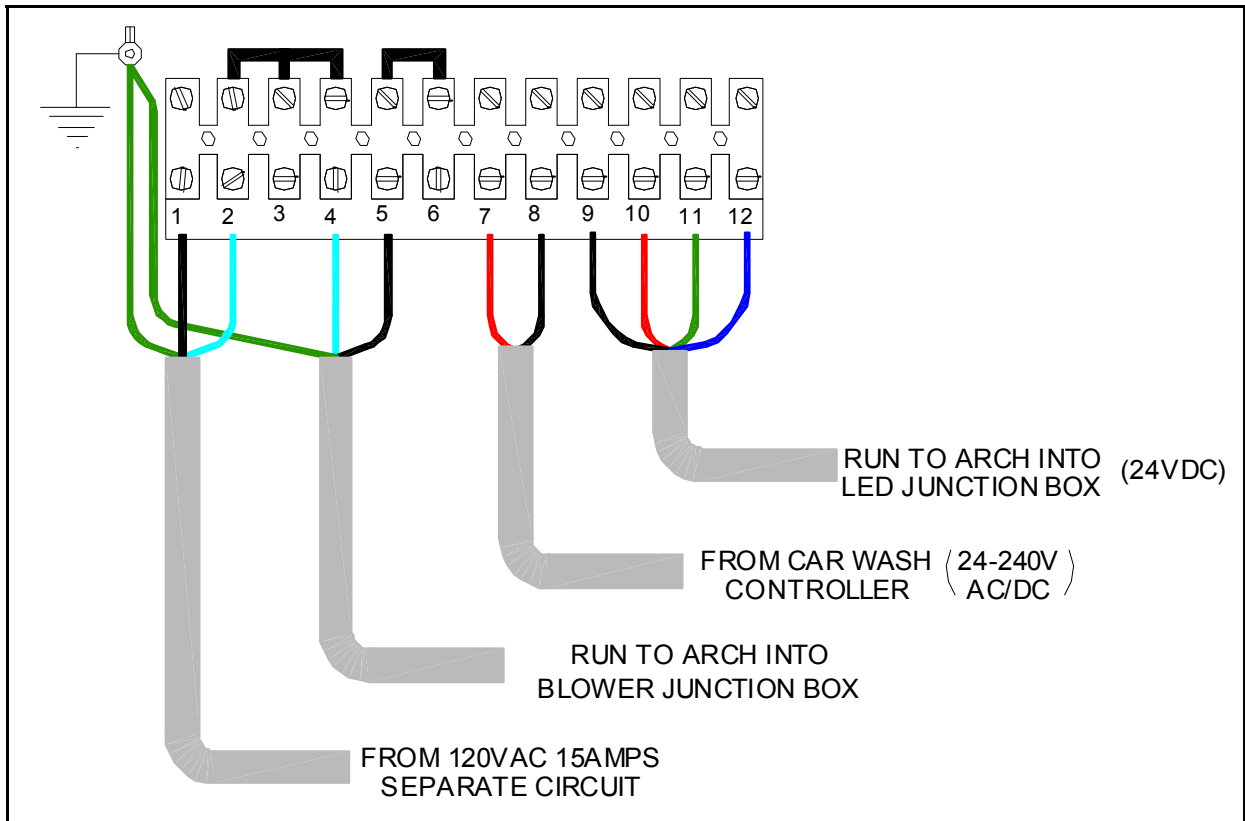 1 2 3 4 5 6 7 8 9 10 11 12
RUN TO ARCH INTO
LED JUNCTION BOX (24VDC)
FROM CAR WASH (24-240V
CONTROLLER AC/DC)
RUN TO ARCH INTO
BLOWER JUNCTION BOX
FROM 120VAC 15AMPS
SEPARATE CIRCUIT